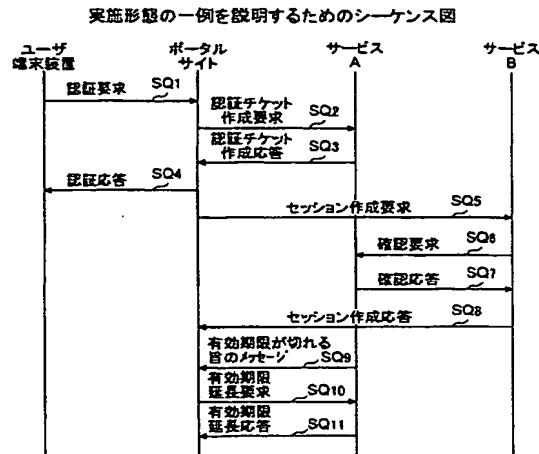 実施形態の一例を説明するためのシーケンス図
ユーザ
端末装置
ポータル
サイト
サービス
A
サービス
B
認証要求 SQ1
認証チケット
作成要求 SQ2
認証チケット
作成応答 SQ3
認証応答 SQ4
セッション作成要求 SQ5
確認要求 SQ6
確認応答 SQ7
セッション作成応答 SQ8
有効期限が切れる
旨のメッセージ SQ9
有効期限
延長要求 SQ10
有効期限
延長応答 SQ11